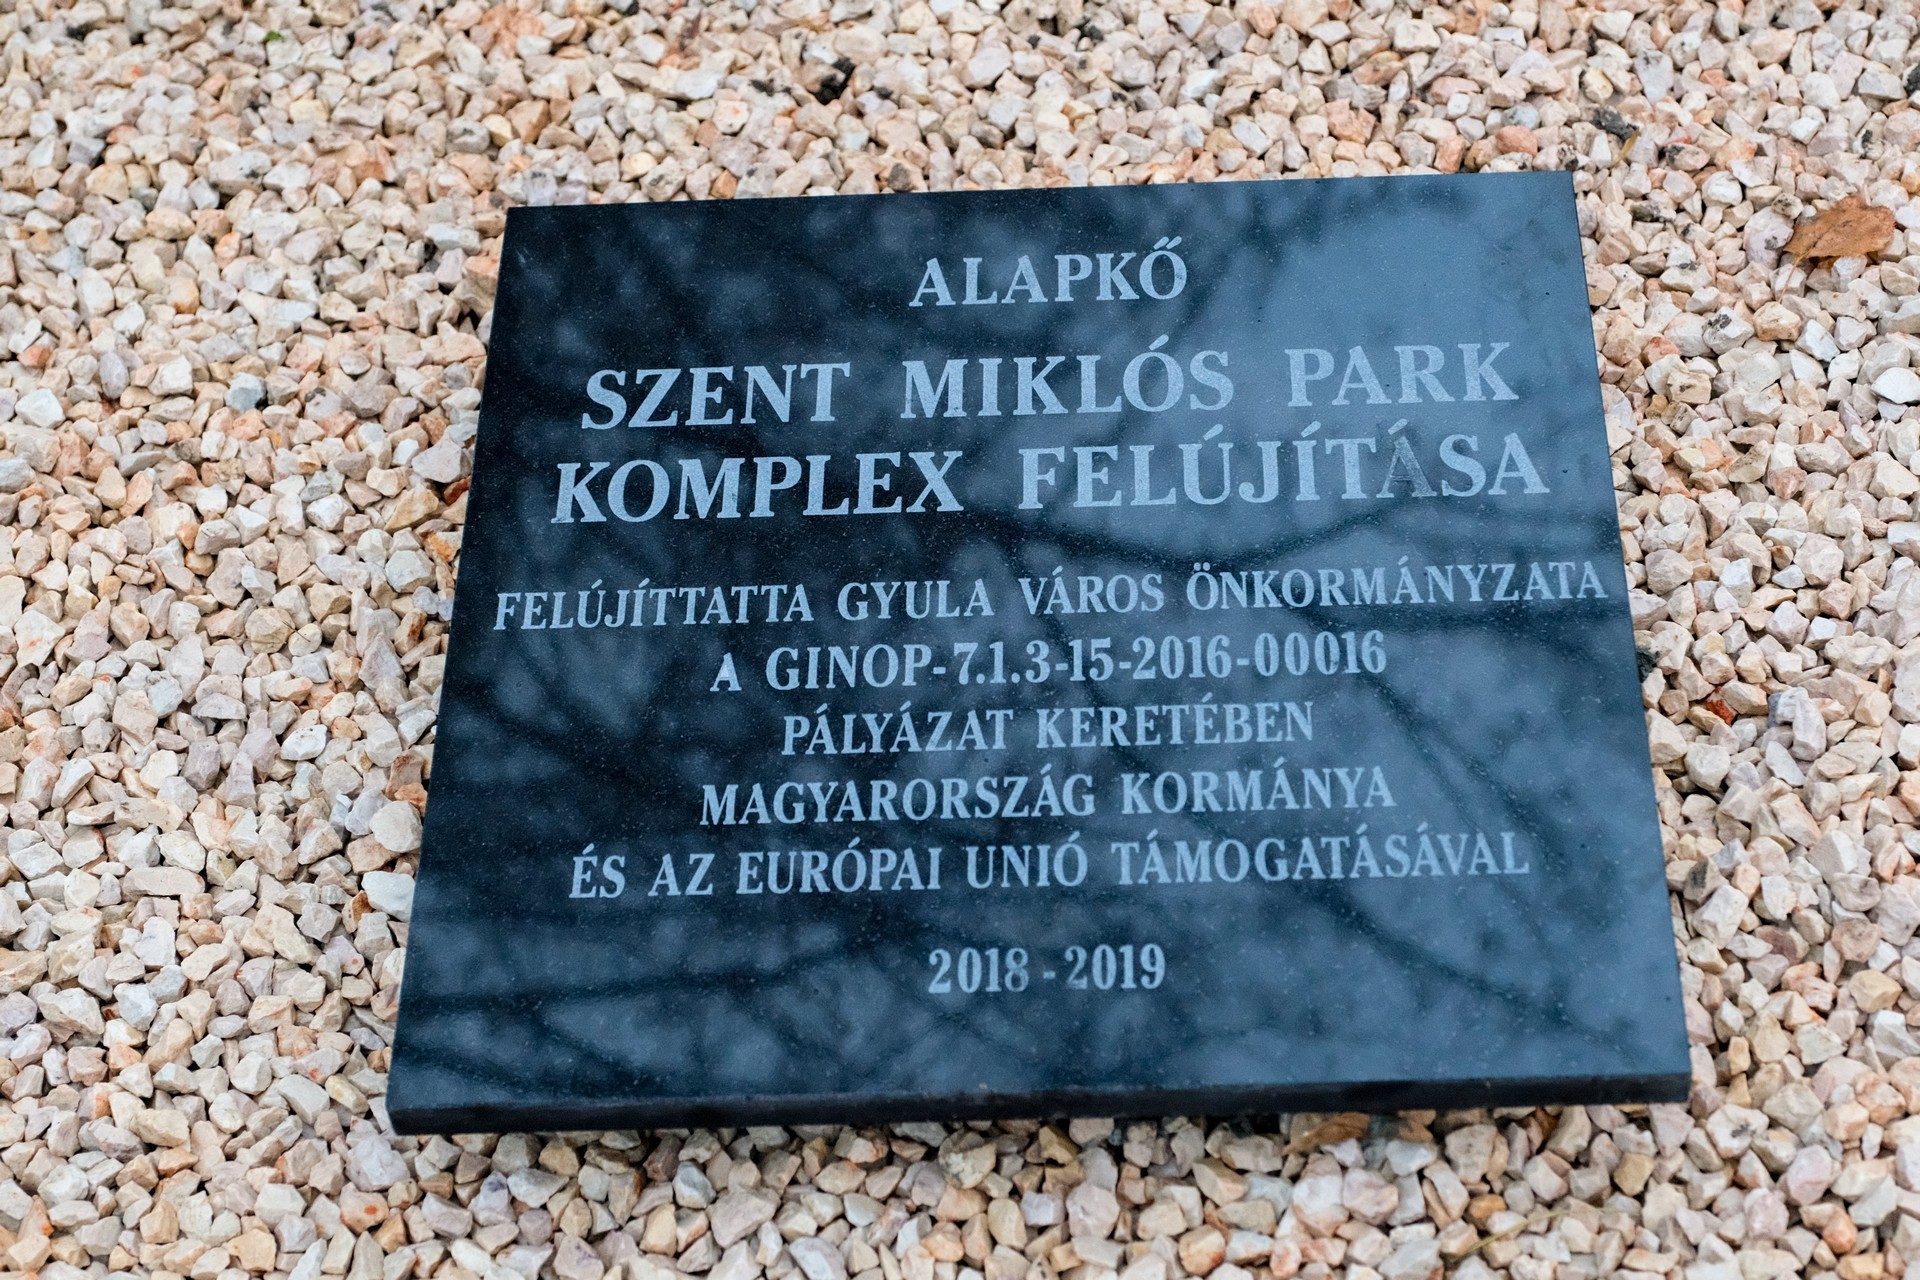 ALAPKŐ
SZENT MIKLÓS PARK
KOMPLEX FELÚJÍTÁSA
FELÚJÍTTATTA GYULA VÁROS ÖNKORMÁNYZATA
A GINOP-7.1.3-15-2016-00016
PÁLYÁZAT KERETÉBEN
MAGYARORSZÁG KORMÁNYA
ÉS AZ EURÓPAI UNIÓ TÁMOGATÁSÁVAL
2018 - 2019